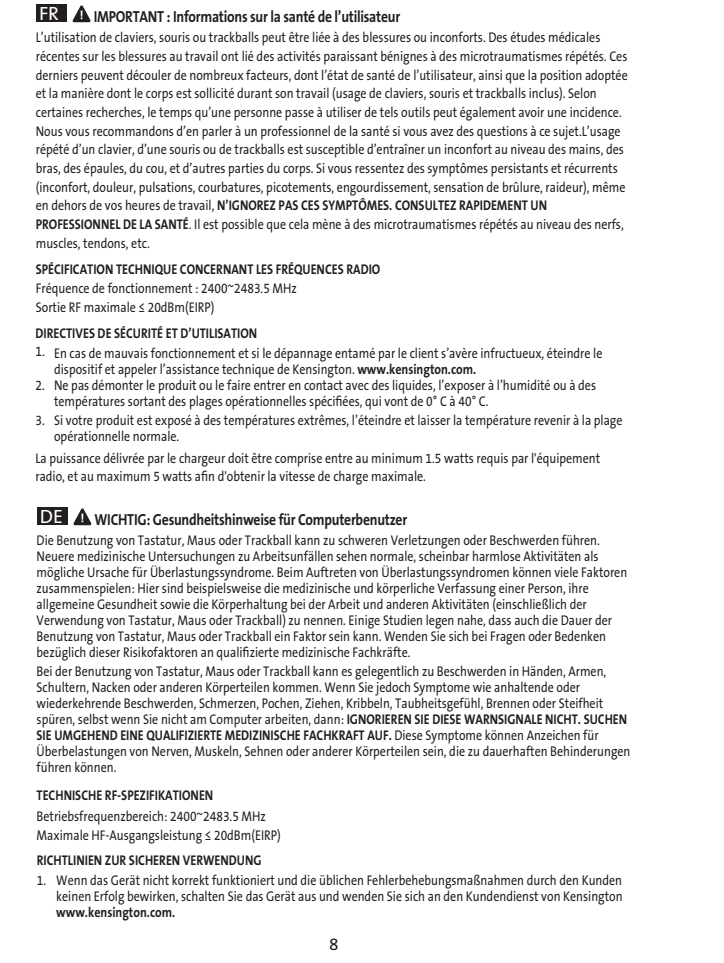 FR IMPORTANT : Informations sur la santé de l'utilisateur
L'utilisation de claviers, souris ou trackballs peut être liée à des blessures ou inconforts. Des études médicales
récentes sur les blessures au travail ont lié des activités paraissant bénignes à des microtraumatismes répétés. Ces
derniers peuvent découler de nombreux facteurs, dont l'état de santé de l'utilisateur, ainsi que la position adoptée
et la manière dont le corps est sollicité durant son travail (usage de claviers, souris et trackballs inclus). Selon
certaines recherches, le temps qu'une personne passe à utiliser de tels outils peut également avoir une incidence.
Nous vous recommandons d'en parler à un professionnel de la santé si vous avez des questions à ce sujet.L'usage
répété d'un clavier, d'une souris ou de trackballs est susceptible d'entraîner un inconfort au niveau des mains, des
bras, des épaules, du cou, et d'autres parties du corps. Si vous ressentez des symptômes persistants et récurrents
(inconfort, douleur, pulsations, courbatures, picotements, engourdissement, sensation de brûlure, raideur), même
en dehors de vos heures de travail, N'IGNOREZ PAS CES SYMPTÔMES. CONSULTEZ RAPIDEMENT UN
PROFESSIONNEL DE LA SANTÉ. Il est possible que cela mène à des microtraumatismes répétés au niveau des nerfs,
muscles, tendons, etc.
SPÉCIFICATION TECHNIQUE CONCERNANT LES FRÉQUENCES RADIO
Fréquence de fonctionnement : 2400~2483.5 MHz
Sortie RF maximale ≤ 20dBm(EIRP)
DIRECTIVES DE SÉCURITÉ ET D'UTILISATION
1. En cas de mauvais fonctionnement et si le dépannage entamé par le client s'avère infructueux, éteindre le
dispositif et appeler l'assistance technique de Kensington. www.kensington.com.
2. Ne pas démonter le produit ou le faire entrer en contact avec des liquides, l'exposer à l'humidité ou à des
températures sortant des plages opérationnelles spécifiées, qui vont de 0° C à 40° C.
3. Si votre produit est exposé à des températures extrêmes, l'éteindre et laisser la température revenir à la plage
opérationnelle normale.
La puissance délivrée par le chargeur doit être comprise entre au minimum 1.5 watts requis par l'équipement
radio, et au maximum 5 watts afin d'obtenir la vitesse de charge maximale.
DE WICHTIG: Gesundheitshinweise für Computerbenutzer
Die Benutzung von Tastatur, Maus oder Trackball kann zu schweren Verletzungen oder Beschwerden führen.
Neuere medizinische Untersuchungen zu Arbeitsunfällen sehen normale, scheinbar harmlose Aktivitäten als
mögliche Ursache für Überlastungssyndrome. Beim Auftreten von Überlastungssyndromen können viele Faktoren
zusammenspielen: Hier sind beispielsweise die medizinische und körperliche Verfassung einer Person, ihre
allgemeine Gesundheit sowie die Körperhaltung bei der Arbeit und anderen Aktivitäten (einschließlich der
Verwendung von Tastatur, Maus oder Trackball) zu nennen. Einige Studien legen nahe, dass auch die Dauer der
Benutzung von Tastatur, Maus oder Trackball ein Faktor sein kann. Wenden Sie sich bei Fragen oder Bedenken
bezüglich dieser Risikofaktoren an qualifizierte medizinische Fachkräfte.
Bei der Benutzung von Tastatur, Maus oder Trackball kann es gelegentlich zu Beschwerden in Händen, Armen,
Schultern, Nacken oder anderen Körperteilen kommen. Wenn Sie jedoch Symptome wie anhaltende oder
wiederkehrende Beschwerden, Schmerzen, Pochen, Ziehen, Kribbeln, Taubheitsgefühl, Brennen oder Steifheit
spüren, selbst wenn Sie nicht am Computer arbeiten, dann: IGNORIEREN SIE DIESE WARNSIGNALE NICHT. SUCHEN
SIE UMGEHEND EINE QUALIFIZIERTE MEDIZINISCHE FACHKRAFT AUF. Diese Symptome können Anzeichen für
Überbelastungen von Nerven, Muskeln, Sehnen oder anderer Körperteilen sein, die zu dauerhaften Behinderungen
führen können.
TECHNISCHE RF-SPEZIFIKATIONEN
Betriebsfrequenzbereich: 2400~2483.5 MHz
Maximale HF-Ausgangsleistung ≤ 20dBm(EIRP)
RICHTLINIEN ZUR SICHEREN VERWENDUNG
1. Wenn das Gerät nicht korrekt funktioniert und die üblichen Fehlerbehebungsmaßnahmen durch den Kunden
keinen Erfolg bewirken, schalten Sie das Gerät aus und wenden Sie sich an den Kundendienst von Kensington
www.kensington.com.
8